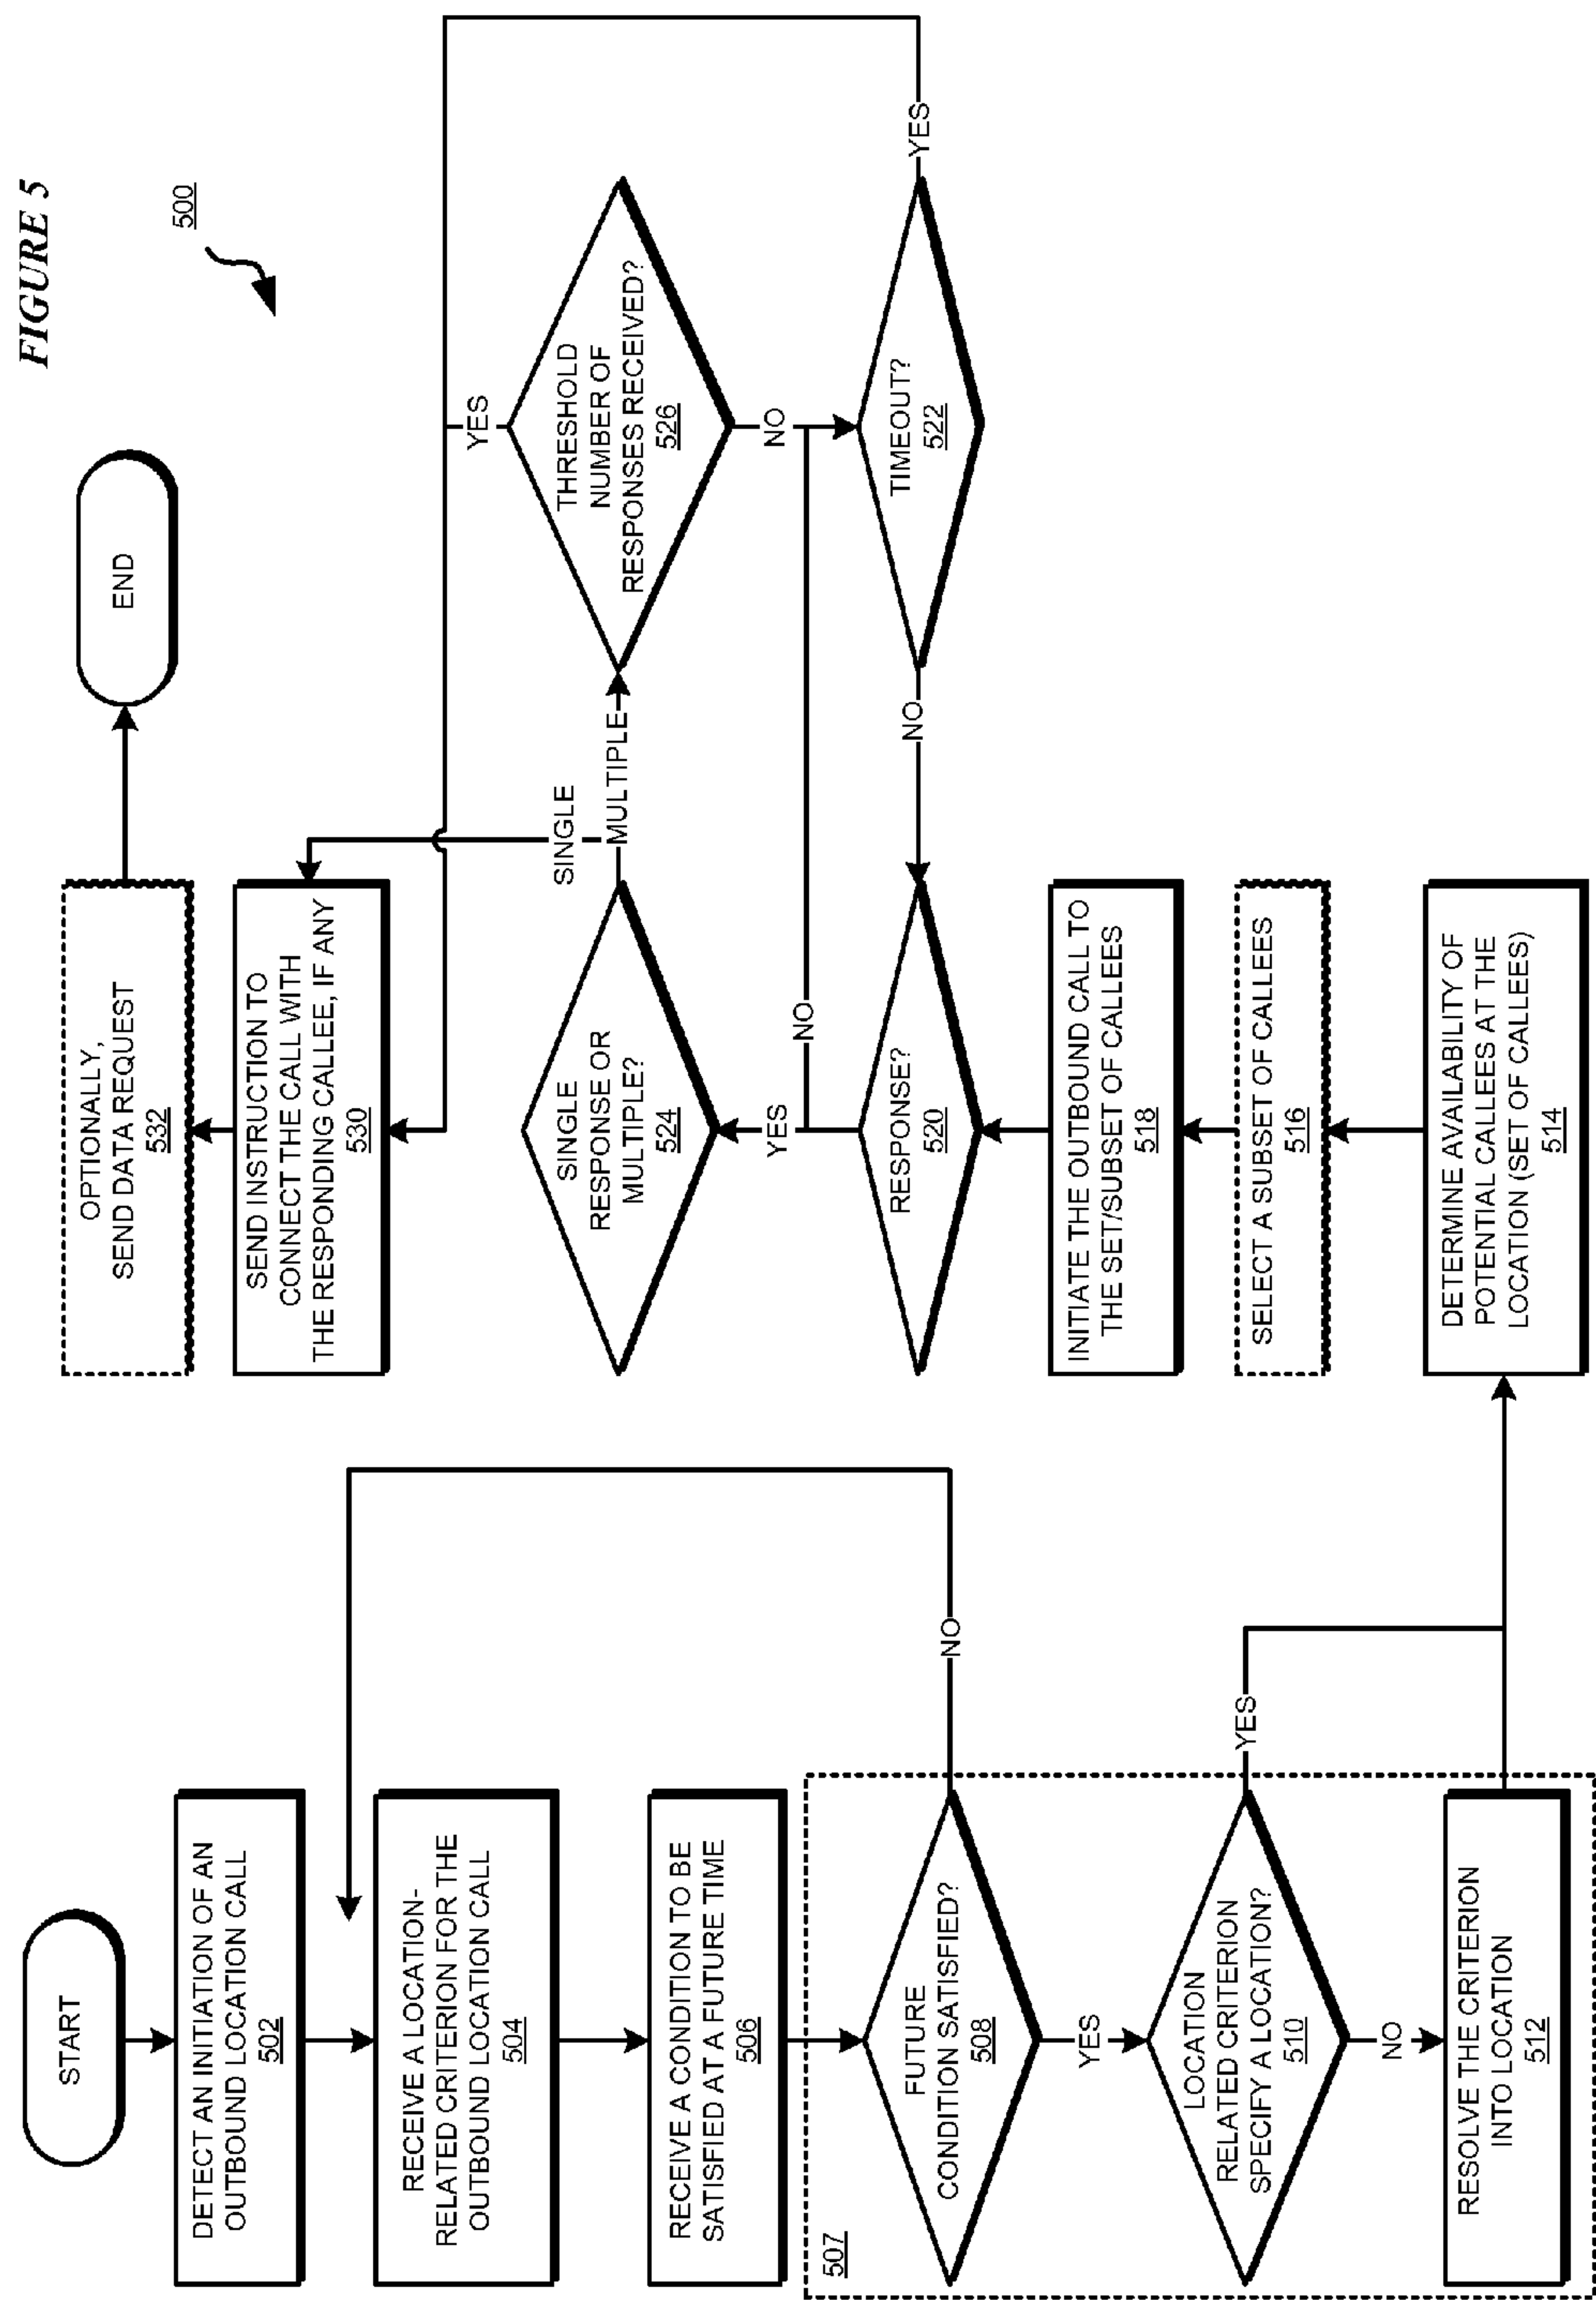 FIGURE 5
500
START
DETECT AN INITIATION OF AN
OUTBOUND LOCATION CALL
502
RECEIVE A LOCATION-
RELATED CRITERION FOR THE
OUTBOUND LOCATION CALL
504
RECEIVE A CONDITION TO BE
SATISFIED AT A FUTURE TIME
506
507
FUTURE
CONDITION SATISFIED?
508
NO
YES
LOCATION
RELATED CRITERION
SPECIFY A LOCATION?
510
YES
NO
RESOLVE THE CRITERION
INTO LOCATION
512
DETERMINE AVAILABILITY OF
POTENTIAL CALLEES AT THE
LOCATION (SET OF CALLEES)
514
SELECT A SUBSET OF CALLEES
516
INITIATE THE OUTBOUND CALL TO
THE SET/SUBSET OF CALLEES
518
RESPONSE?
520
NO
YES
SINGLE
RESPONSE OR
MULTIPLE?
524
SINGLE
MULTIPLE
THRESHOLD
NUMBER OF
RESPONSES RECEIVED?
526
YES
NO
TIMEOUT?
522
YES
NO
SEND INSTRUCTION TO
CONNECT THE CALL WITH
THE RESPONDING CALLEE, IF ANY
530
OPTIONALLY,
SEND DATA REQUEST
532
END